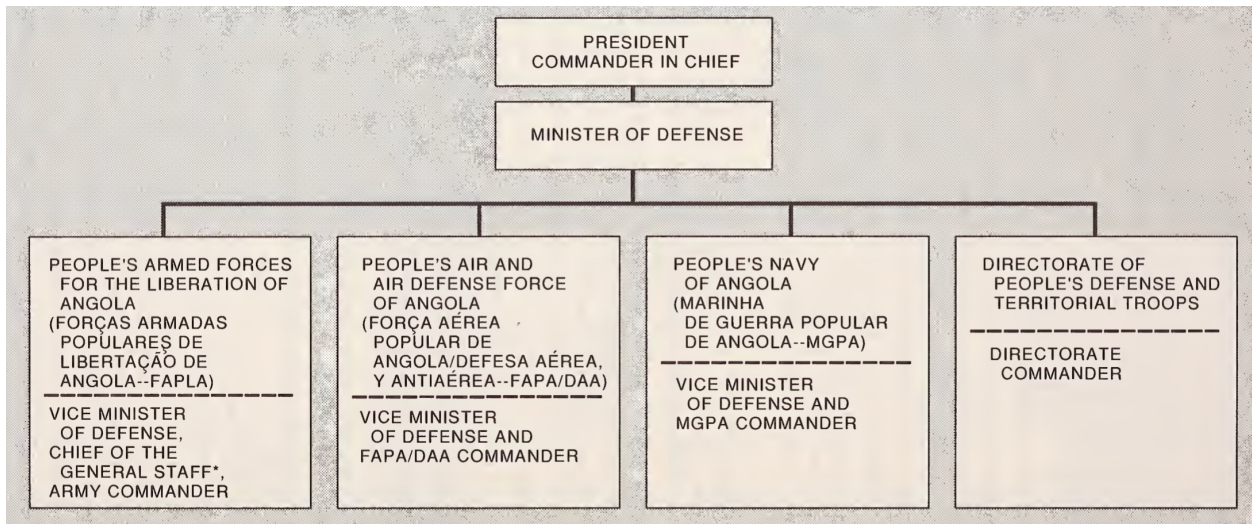 PRESIDENT
COMMANDER IN CHIEF
MINISTER OF DEFENSE
PEOPLE'S ARMED FORCES
FOR THE LIBERATION OF
ANGOLA
(FORÇAS ARMADAS
POPULARES DE
LIBERTAÇÃO DE
ANGOLA--FAPLA)
VICE MINISTER
OF DEFENSE,
CHIEF OF THE
GENERAL STAFF*,
ARMY COMMANDER
PEOPLE'S AIR AND
AIR DEFENSE FORCE
OF ANGOLA
(FORÇA AÉREA
POPULAR DE
ANGOLA/DEFESA AÉREA,
Y ANTIAÉREA--FAPA/DAA)
VICE MINISTER
OF DEFENSE AND
FAPA/DAA COMMANDER
PEOPLE'S NAVY
OF ANGOLA
(MARINHA
DE GUERRA POPULAR
DE ANGOLA--MGPA)
VICE MINISTER
OF DEFENSE AND
MGPA COMMANDER
DIRECTORATE OF
PEOPLE'S DEFENSE AND
TERRITORIAL TROOPS
DIRECTORATE
COMMANDER